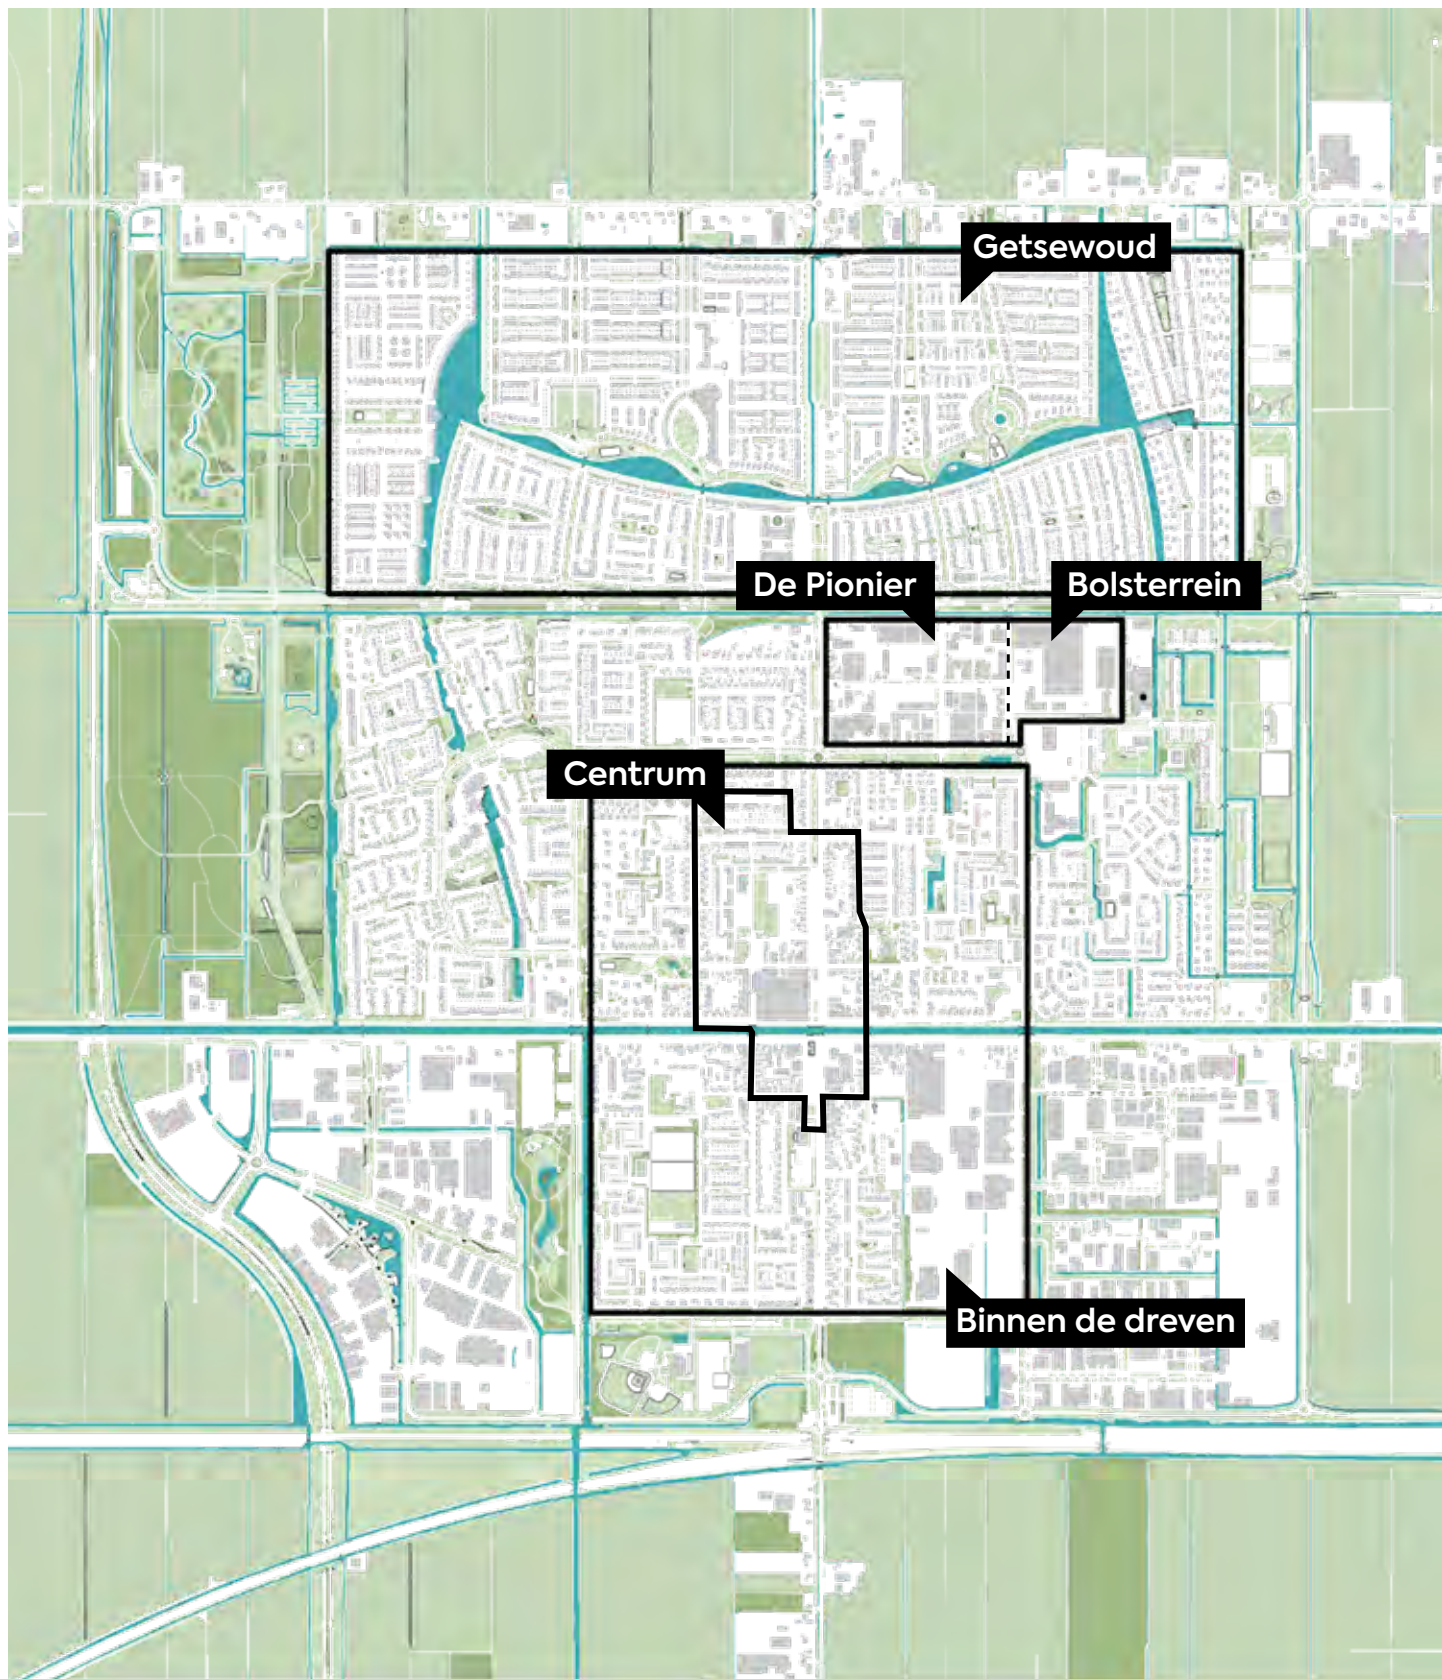 Getsewoud
De Pionier
Bolsterrein
Centrum
Binnen de dreven